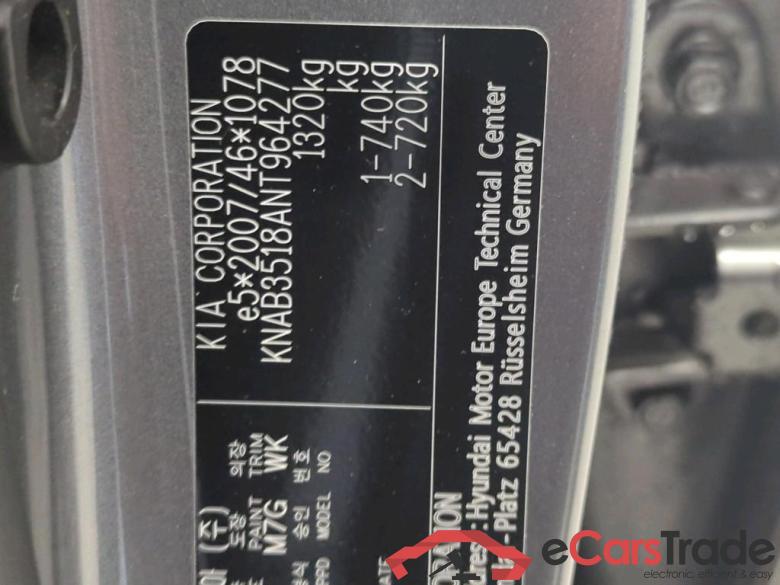 KIA CORPORATION
e5*2007/46*1078
KNAB3518ANT964277
1320kg
kg
1-740kg
2-720kg
(주)
도장 의장
PAINT TRIM
M7G WK
승인 번호
MODEL NO
:Hyundai Motor Europe Technical Center
-Platz 65428 Rüsselsheim Germany
eCarsTrade
electronic, efficient & easy